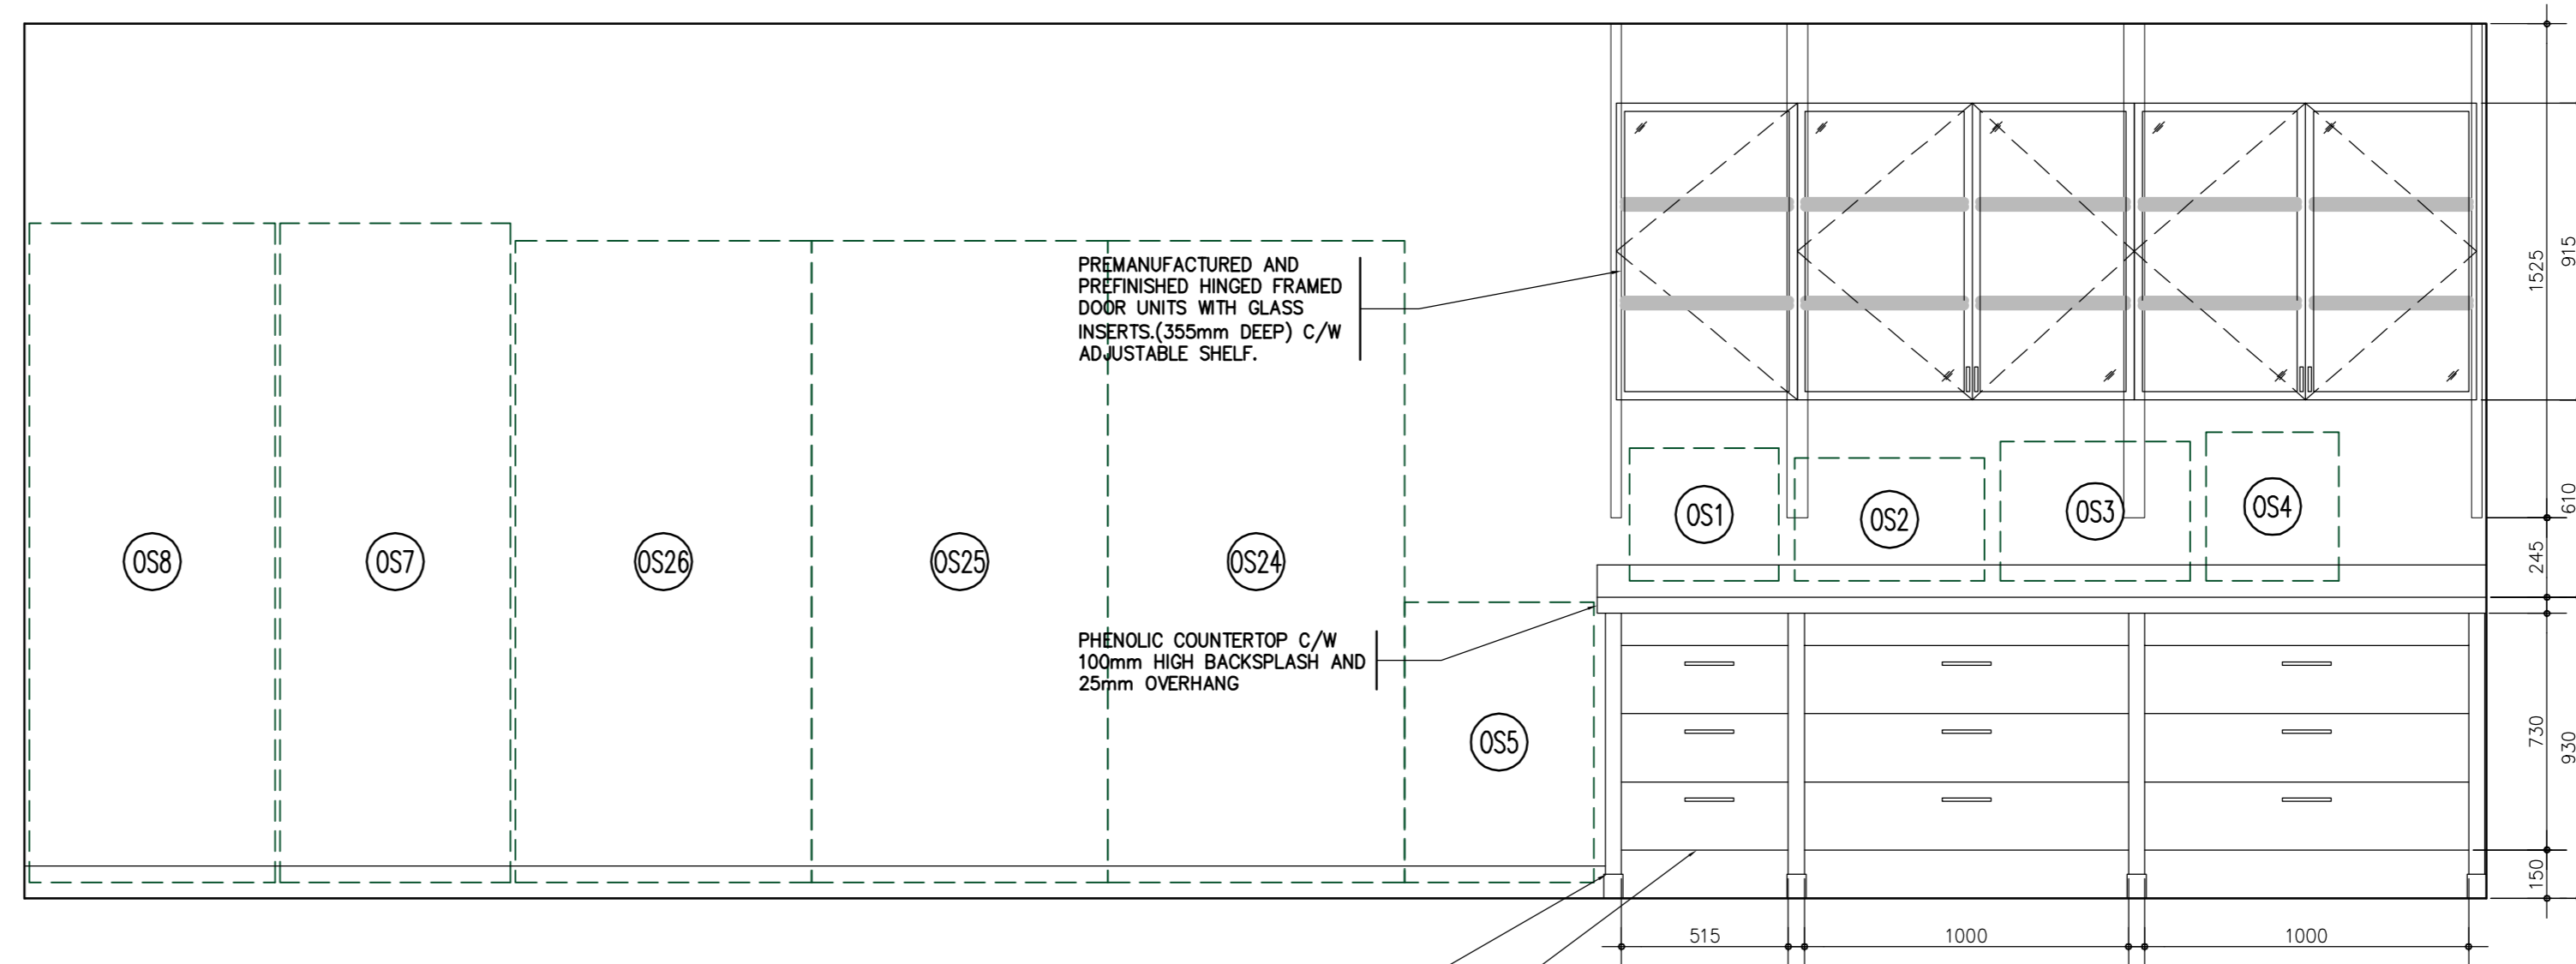 PREMANUFACTURED AND
PREFINISHED HINGED FRAMED
DOOR UNITS WITH GLASS
INSERTS.(355mm DEEP) C/W
ADJUSTABLE SHELF.
OS8
OS7
OS26
OS25
OS24
OS1
OS2
OS3
OS4
PHENOLIC COUNTERTOP C/W
100mm HIGH BACKSPLASH AND
25mm OVERHANG
OS5
1525
915
610
245
730
930
150
515
1000
1000